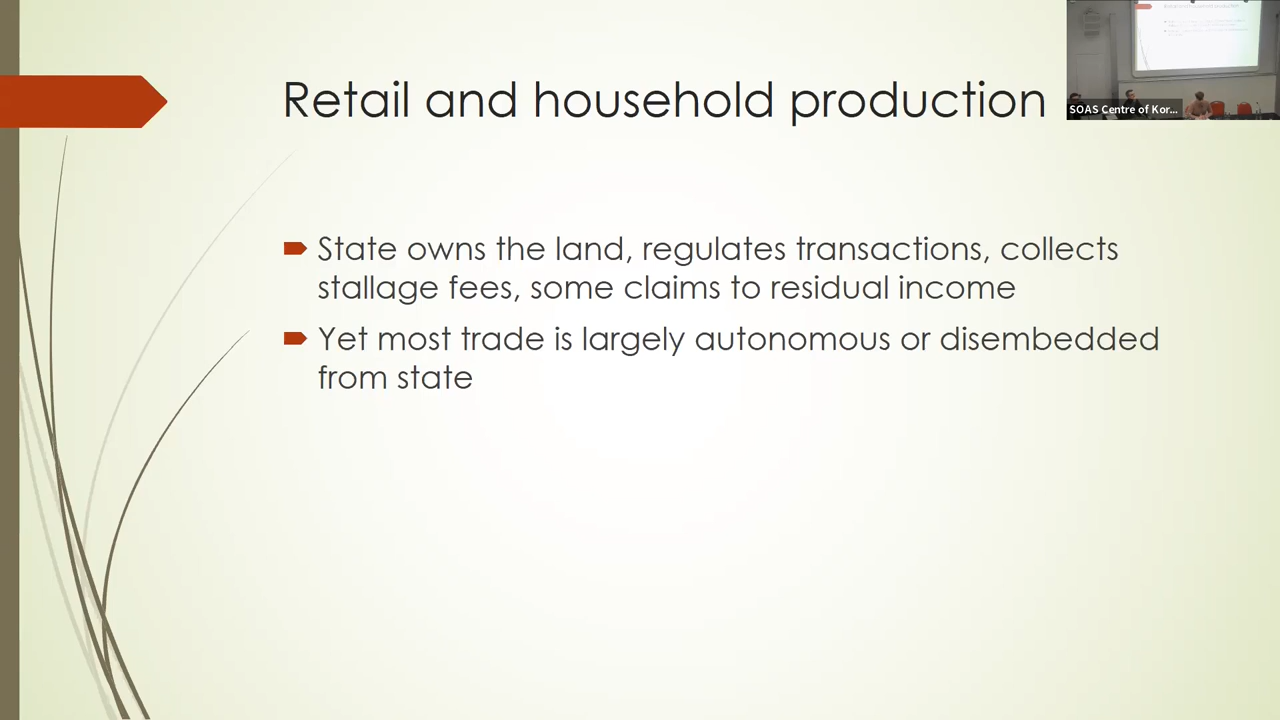 Retail and household production
SOAS Centre of Kor...
State owns the land, regulates transactions, collects
stallage fees, some claims to residual income
Yet most trade is largely autonomous or disembedded
from state